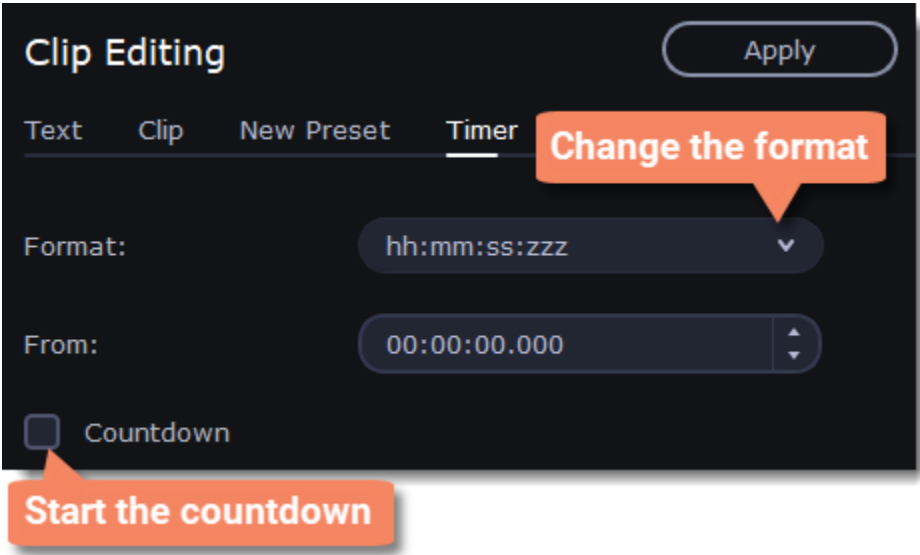 Clip Editing
Apply
Text Clip New Preset Timer
Change the format
Format: hh:mm:ss:zzz
From: 00:00:00.000
Countdown
Start the countdown